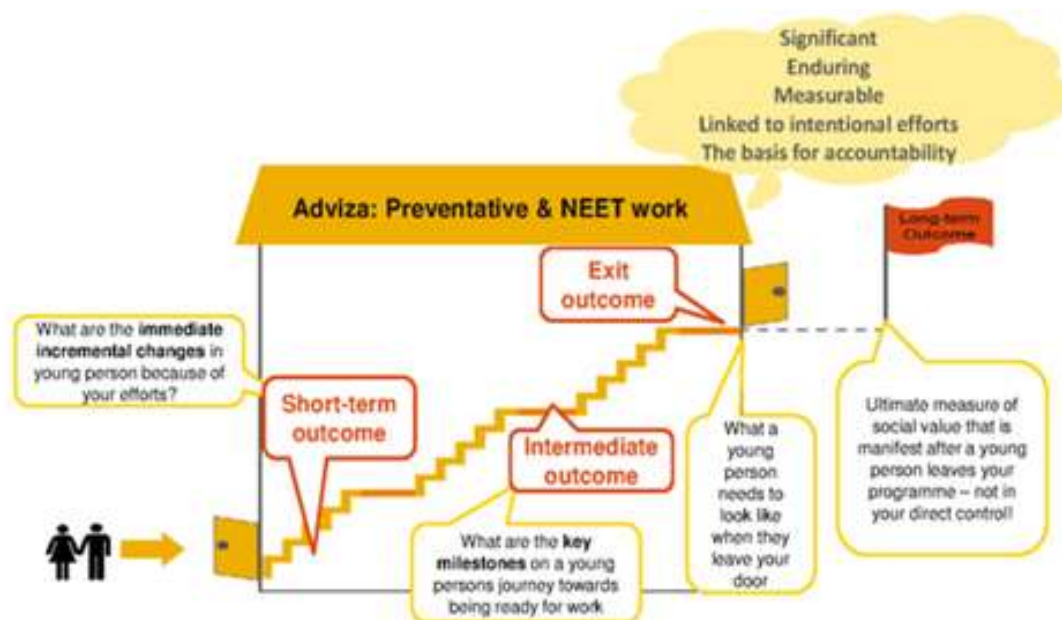 Significant
Enduring
Measurable
Linked to intentional efforts
The basis for accountability
Adviza: Preventative & NEET work
Long-term
Outcome
Exit
outcome
What are the immediate
incremental changes in
young person because of
your efforts?
Short-term
outcome
Intermediate
outcome
What are the key
milestones on a young
persons journey towards
being ready for work
What a
young
person
needs to
look like
when they
leave your
door
Ultimate measure of
social value that is
manifest after a young
person leaves your
programme – not in
your direct control!